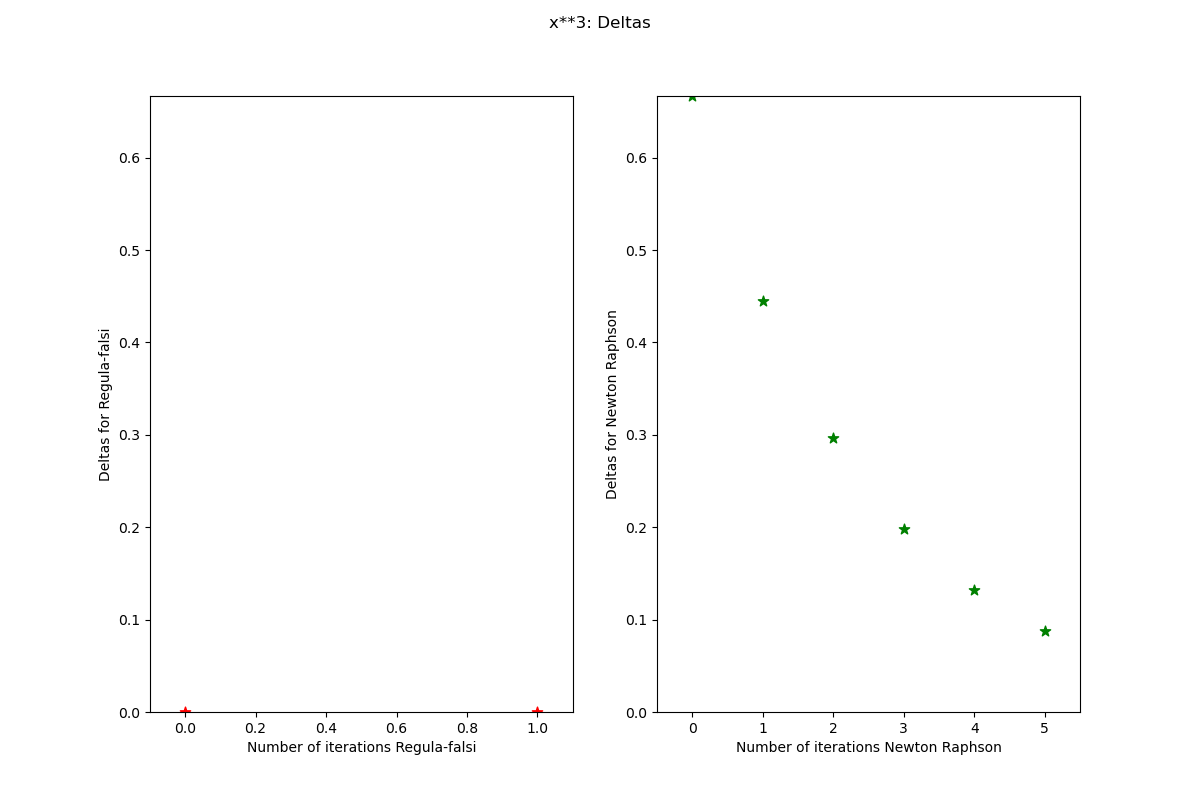 x**3: Deltas
Deltas for Regula-falsi
0.6
0.5
0.4
0.3
0.2
0.1
0.0
0.0 0.2 0.4 0.6 0.8 1.0
Number of iterations Regula-falsi
Deltas for Newton Raphson
0.6
0.5
0.4
0.3
0.2
0.1
0.0
0 1 2 3 4 5
Number of iterations Newton Raphson